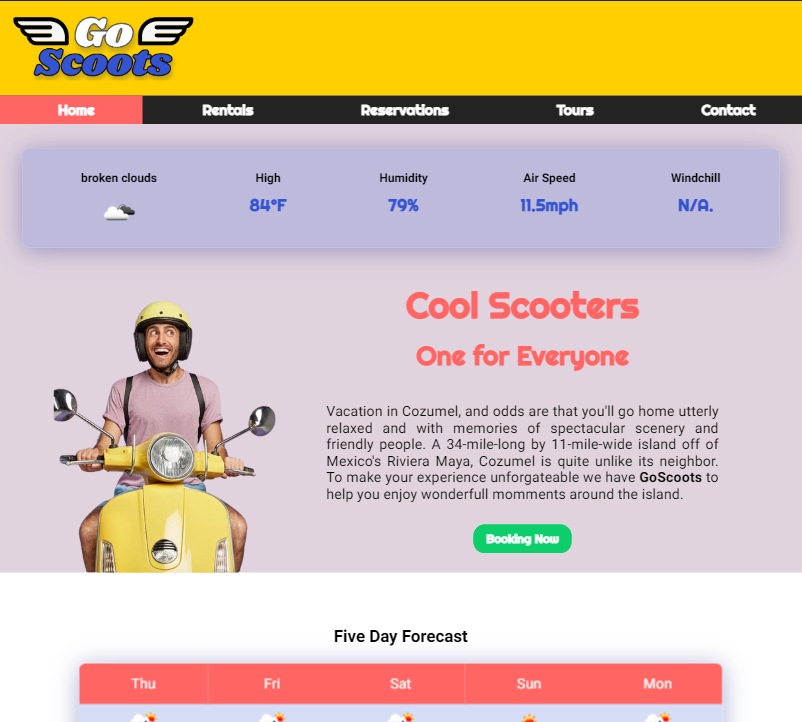 Go
Scoots
Home Rentals Reservations Tours Contact
broken clouds High Humidity Air Speed Windchill
84°F 79% 11.5mph N/A.
Cool Scooters
One for Everyone
Vacation in Cozumel, and odds are that you'll go home utterly
relaxed and with memories of spectacular scenery and
friendly people. A 34-mile-long by 11-mile-wide island off of
Mexico's Riviera Maya, Cozumel is quite unlike its neighbor.
To make your experience unforgateable we have GoScoots to
help you enjoy wonderfull momments around the island.
Booking Now
Five Day Forecast
Thu Fri Sat Sun Mon